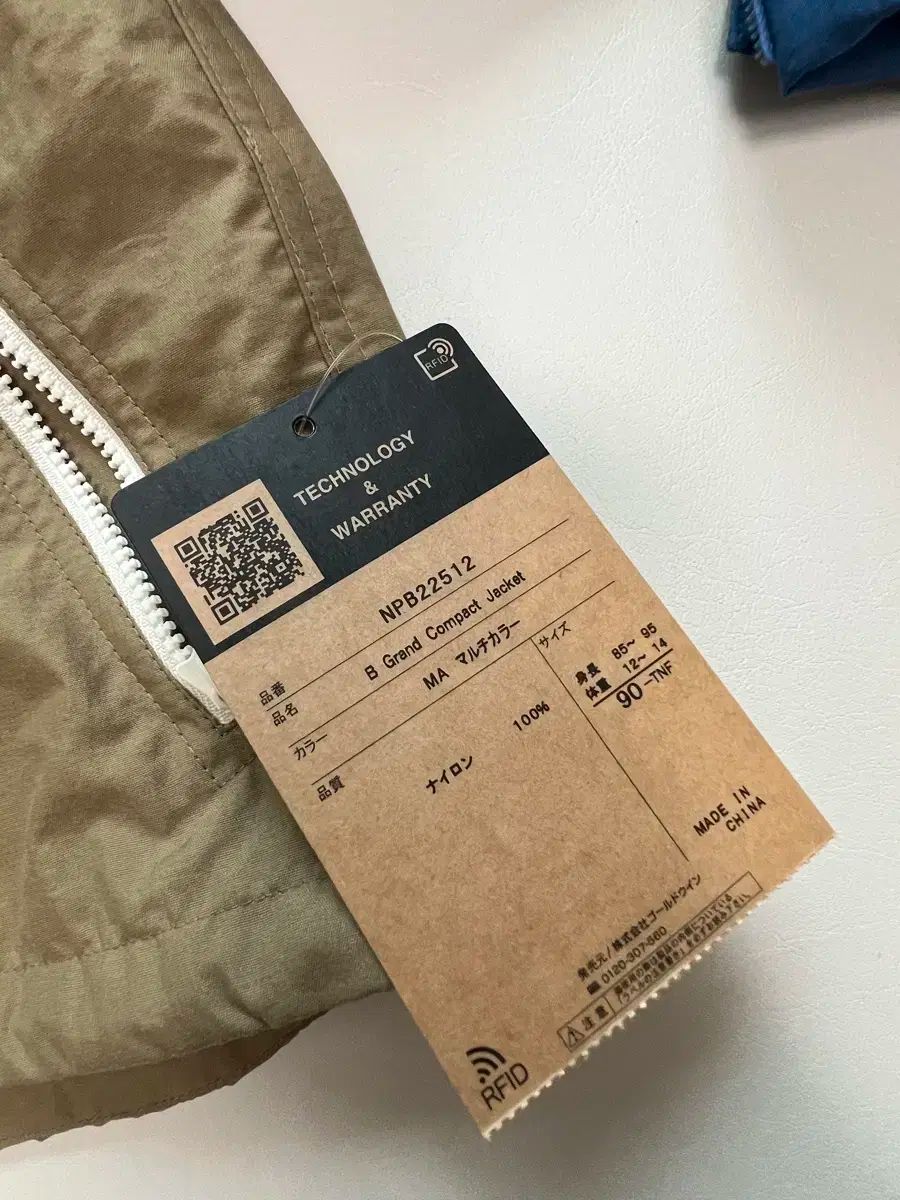 RFID
TECHNOLOGY
&
WARRANTY
品番 NPB22512
品名 B Grand Compact Jacket
カラー MA マルチカラー
品質 ナイロン 100%
サイズ
身長 85~ 95
体重 12~ 14
90-TNF
MADE IN
CHINA
発売元/株式会社ゴールドウイン
0120-307-560
注意
RFID